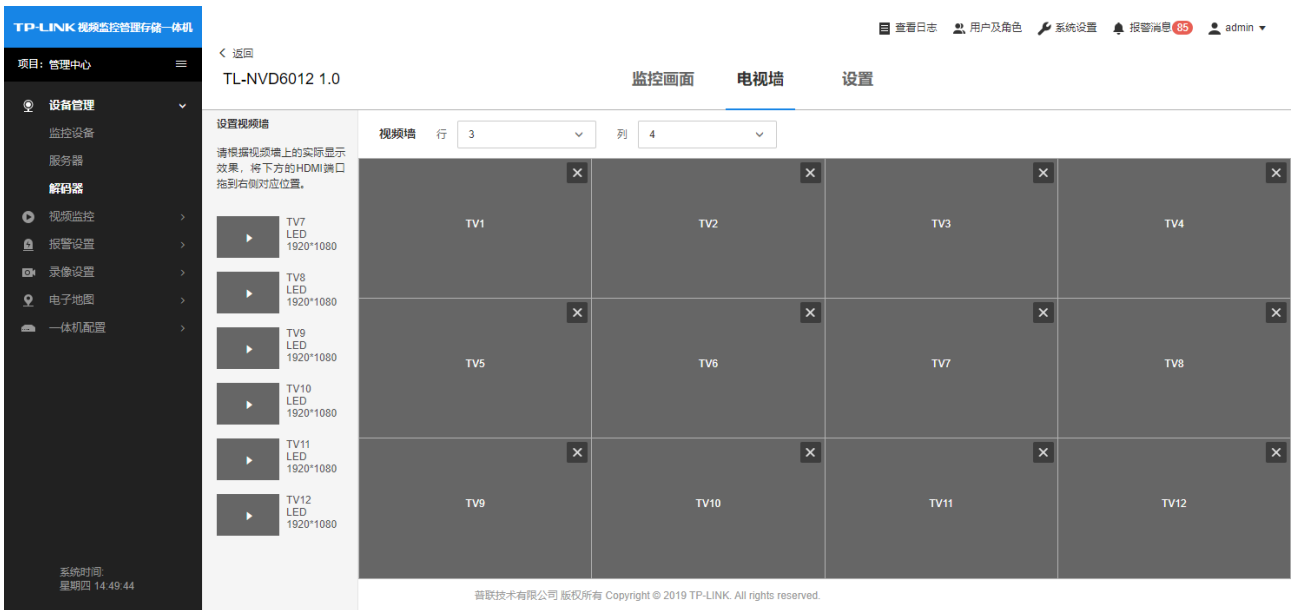 TP-LINK 视频监控管理存储一体机
查看日志 用户及角色 系统设置 报警消息 85 admin
项目：管理中心
返回
TL-NVD6012 1.0
监控画面 电视墙 设置
设备管理
监控设备
服务器
解码器
视频监控
报警设置
录像设置
电子地图
一体机配置
系统时间:
星期四 14:49:44
设置视频墙
请根据视频墙上的实际显示
效果，将下方的HDMI端口
拖到右侧对应位置。
TV7
LED
1920*1080
TV8
LED
1920*1080
TV9
LED
1920*1080
TV10
LED
1920*1080
TV11
LED
1920*1080
TV12
LED
1920*1080
视频墙 行 3 列 4
TV1 TV2 TV3 TV4
TV5 TV6 TV7 TV8
TV9 TV10 TV11 TV12
普联技术有限公司 版权所有 Copyright © 2019 TP-LINK. All rights reserved.